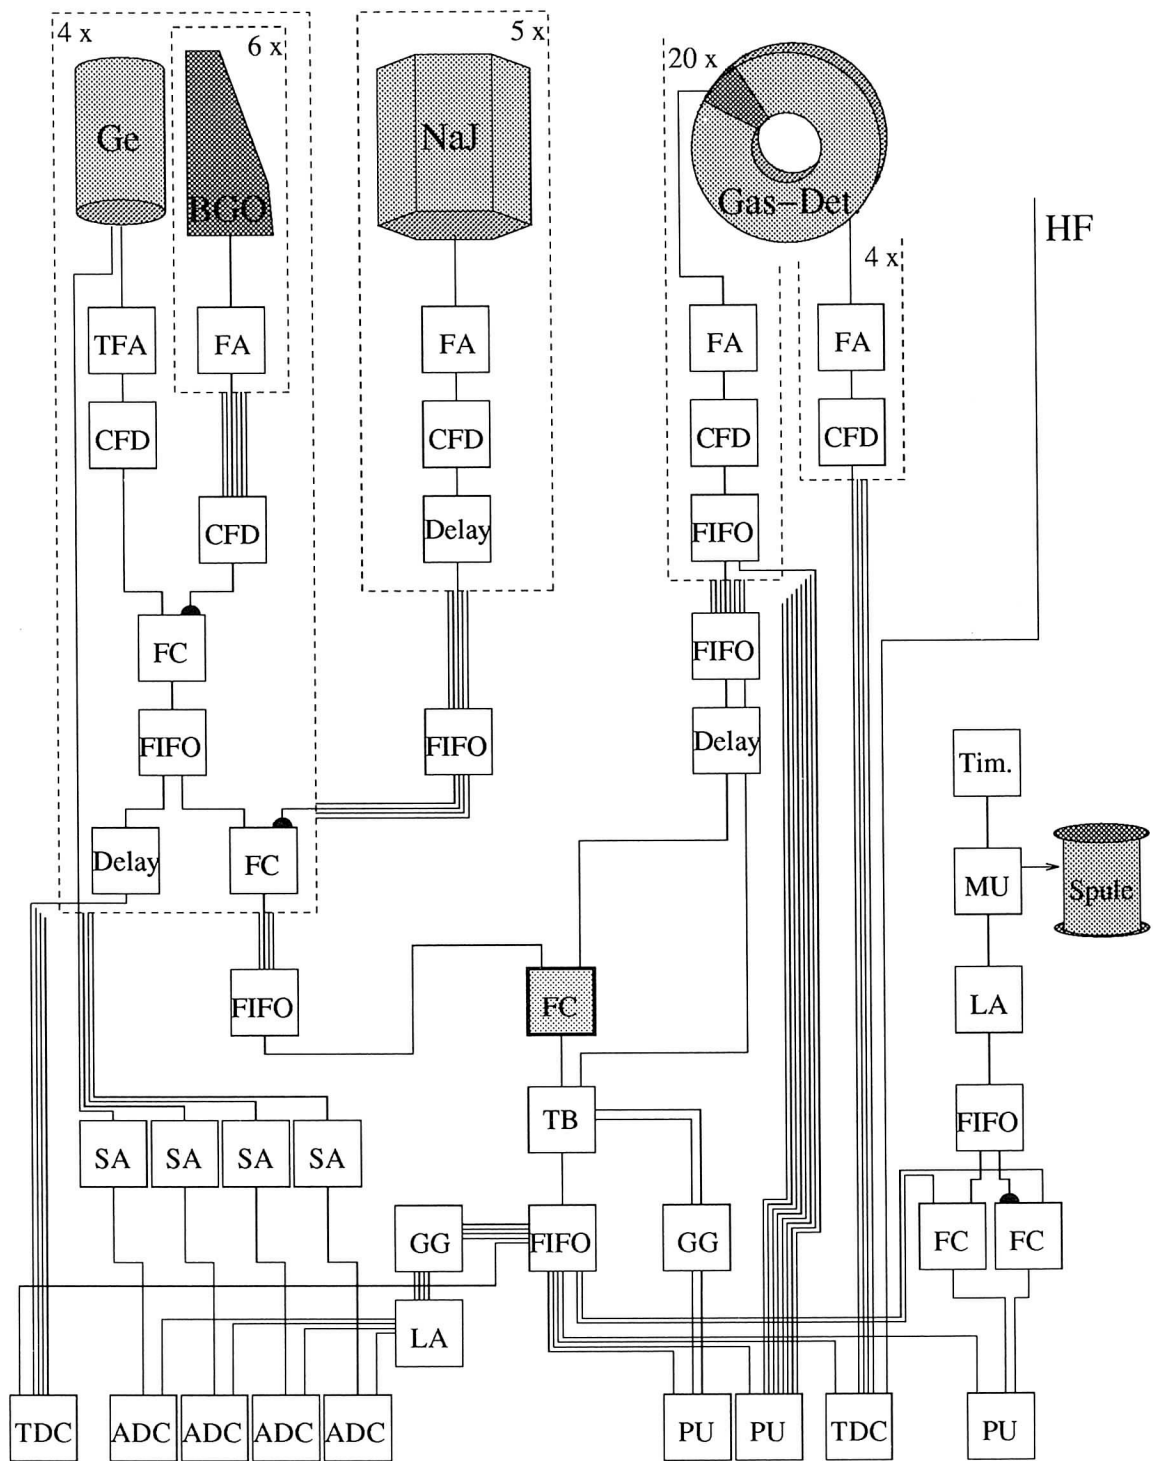 4 x
6 x
5 x
20 x
Ge
BGO
NaJ
Gas-Det.
HF
4 x
TFA
FA
FA
FA
FA
CFD
CFD
CFD
CFD
CFD
Delay
FIFO
FC
FIFO
FIFO
FIFO
Delay
Tim.
Delay
FC
MU
Spule
FIFO
FC
LA
TB
FIFO
SA
SA
SA
SA
GG
FIFO
GG
FC
FC
LA
TDC
ADC
ADC
ADC
ADC
PU
PU
TDC
PU